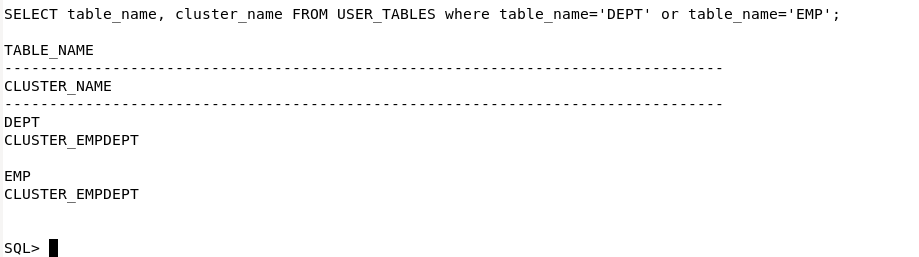 SELECT table_name, cluster_name FROM USER_TABLES where table_name='DEPT' or table_name='EMP';
TABLE_NAME
--------------------------------------------------------------------------------
CLUSTER_NAME
--------------------------------------------------------------------------------
DEPT
CLUSTER_EMPDEPT
EMP
CLUSTER_EMPDEPT
SQL>